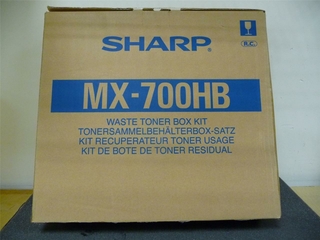 SHARP®
R.C.
MX-700HB
WASTE TONER BOX KIT
TONERSAMMELBEHÄLTERBOX-SATZ
KIT RECUPERATEUR TONER USAGE
KIT DE BOTE DE TONER RESIDUAL